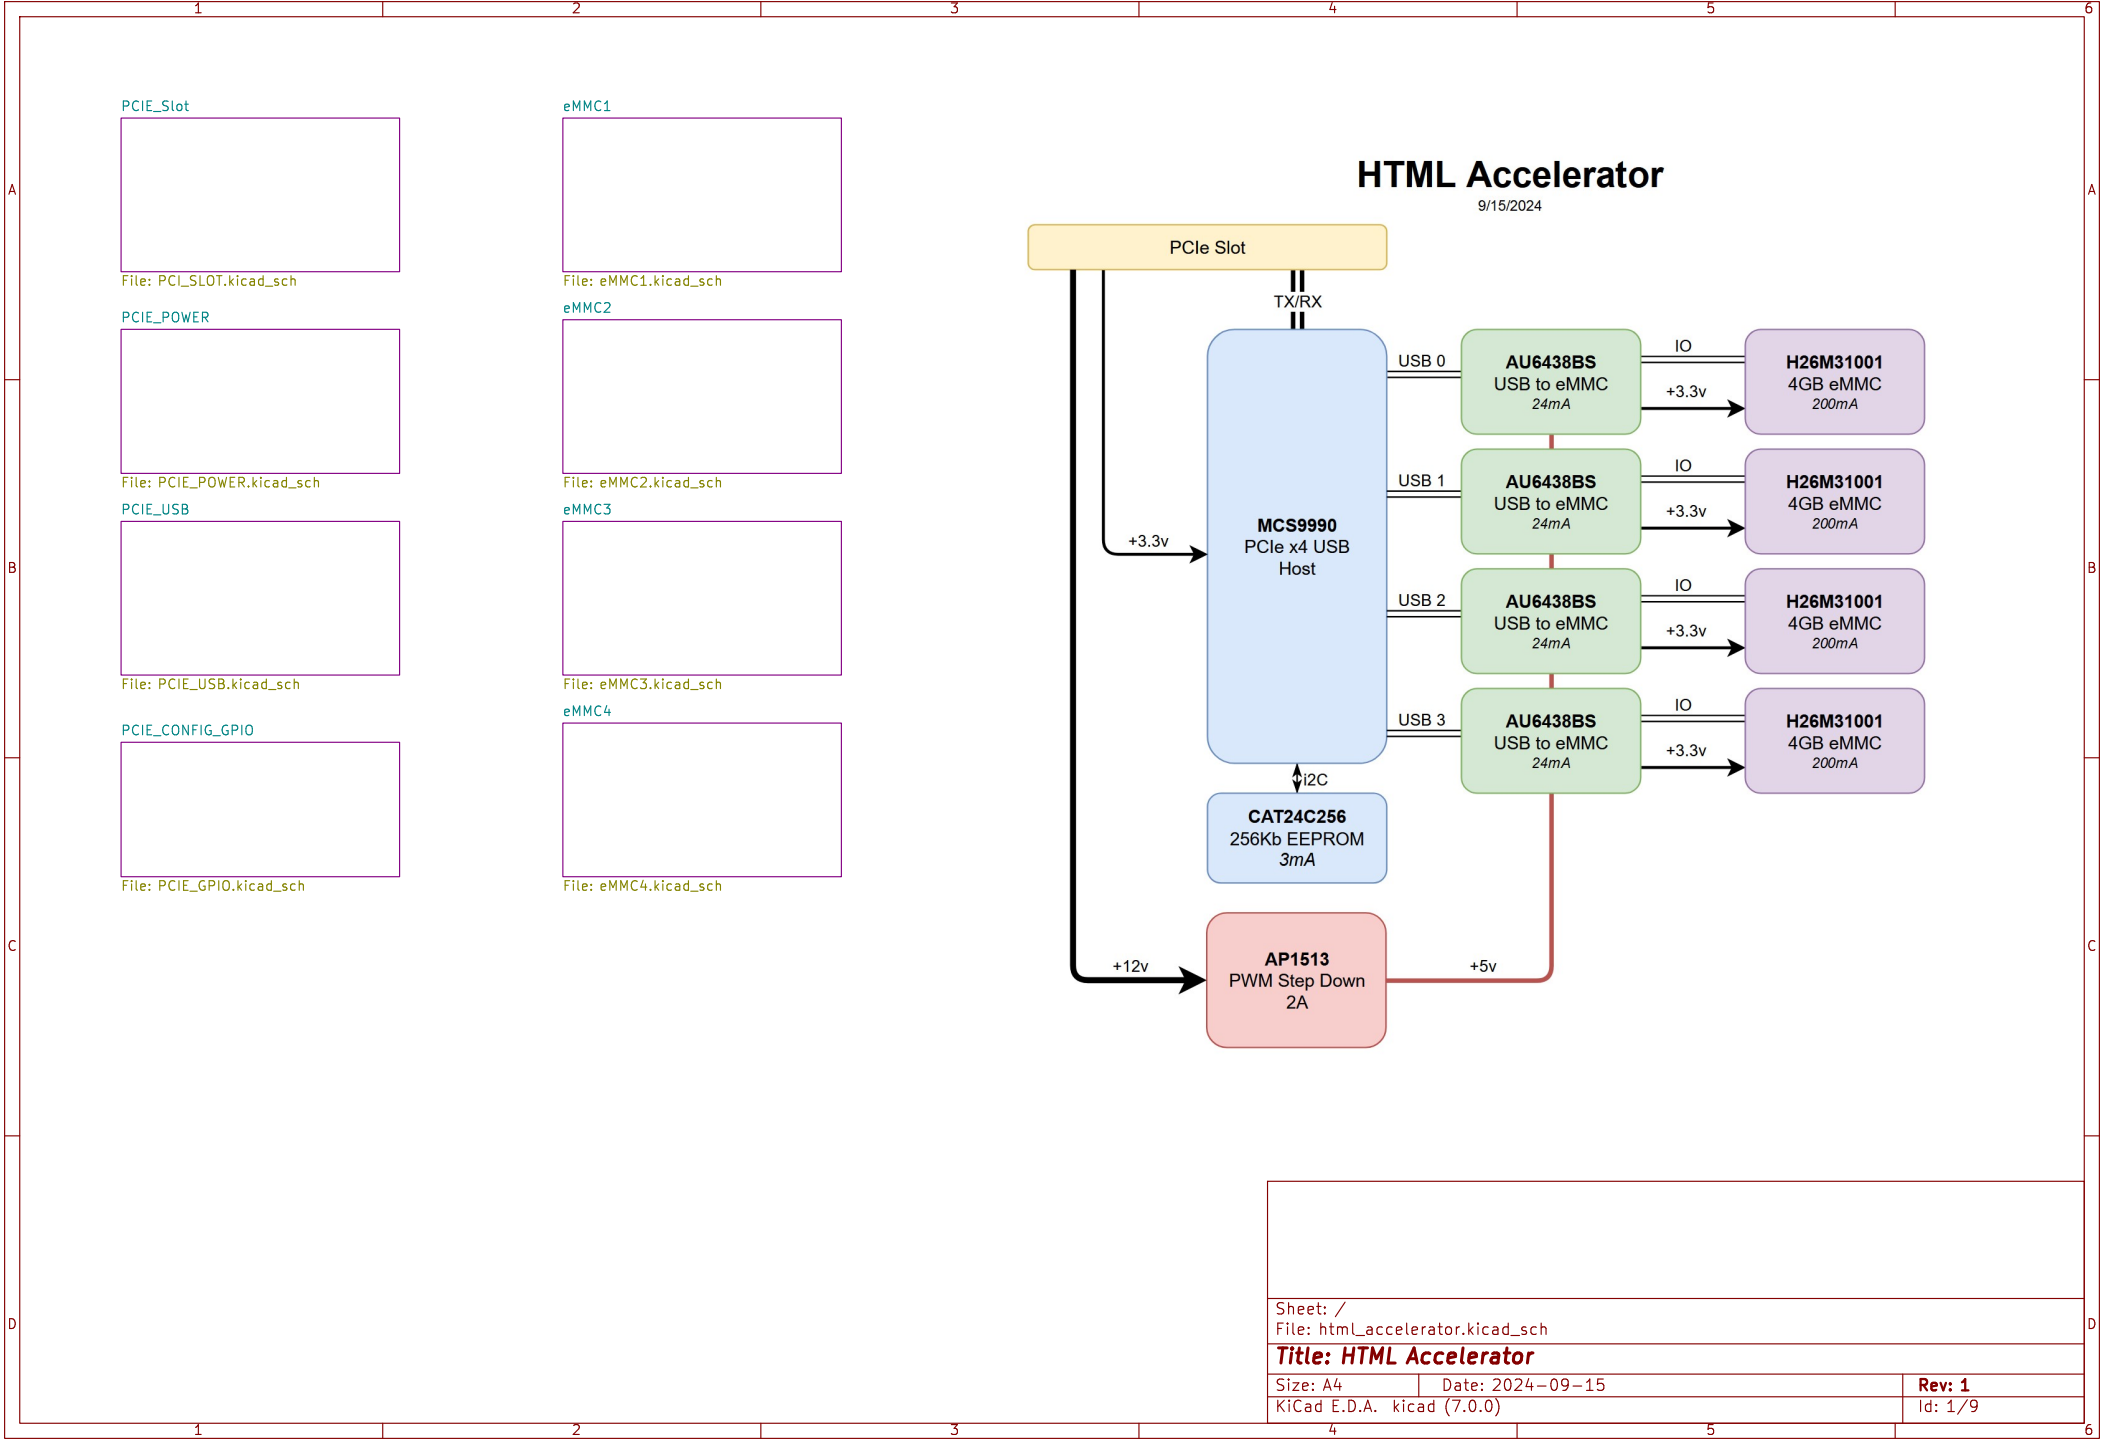 1 2 3 4 5 6
A A
B B
C C
D D
PCIE_Slot
File: PCI_SLOT.kicad_sch
PCIE_POWER
File: PCIE_POWER.kicad_sch
PCIE_USB
File: PCIE_USB.kicad_sch
PCIE_CONFIG_GPIO
File: PCIE_GPIO.kicad_sch
eMMC1
File: eMMC1.kicad_sch
eMMC2
File: eMMC2.kicad_sch
eMMC3
File: eMMC3.kicad_sch
eMMC4
File: eMMC4.kicad_sch
HTML Accelerator
9/15/2024
PCIe Slot
TX/RX
+3.3v
MCS9990
PCIe x4 USB
Host
USB 0
AU6438BS
USB to eMMC
24mA
IO
+3.3v
H26M31001
4GB eMMC
200mA
USB 1
AU6438BS
USB to eMMC
24mA
IO
+3.3v
H26M31001
4GB eMMC
200mA
USB 2
AU6438BS
USB to eMMC
24mA
IO
+3.3v
H26M31001
4GB eMMC
200mA
USB 3
AU6438BS
USB to eMMC
24mA
IO
+3.3v
H26M31001
4GB eMMC
200mA
i2C
CAT24C256
256Kb EEPROM
3mA
+12v
AP1513
PWM Step Down
2A
+5v
Sheet: /
File: html_accelerator.kicad_sch
Title: HTML Accelerator
Size: A4 Date: 2024-09-15 Rev: 1
KiCad E.D.A. kicad (7.0.0) Id: 1/9
1 2 3 4 5 6